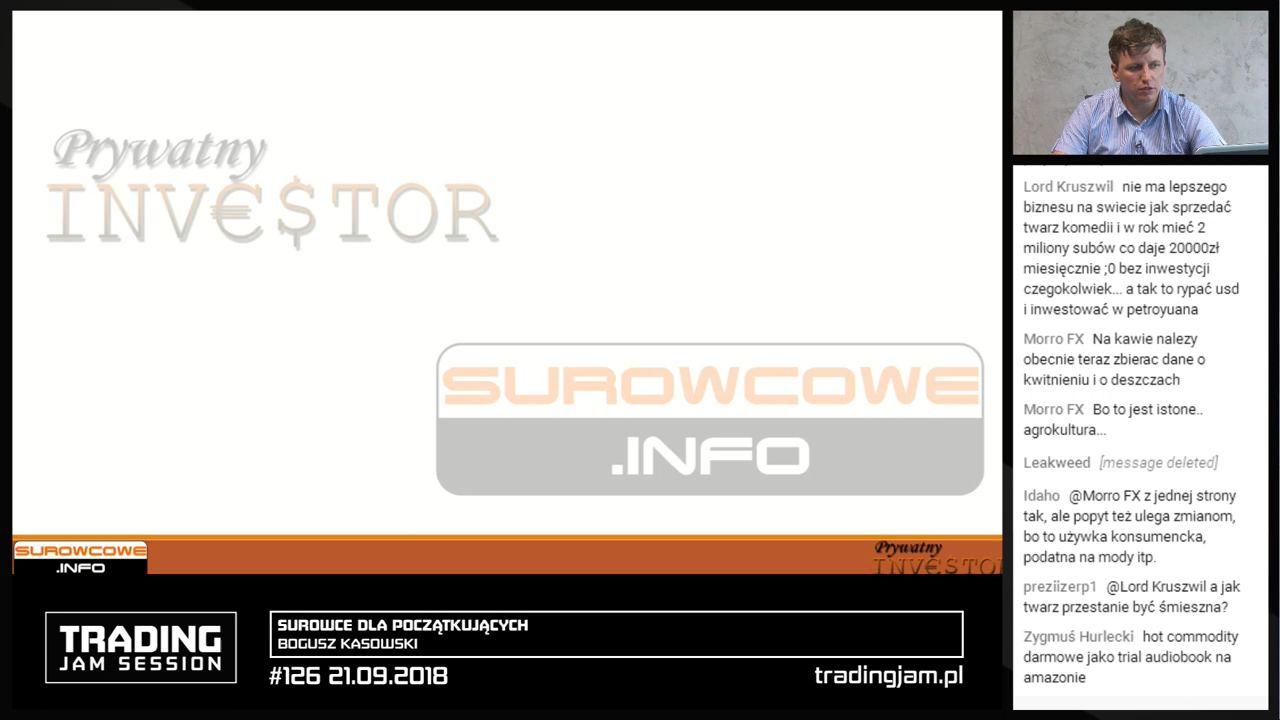 Prywatny
INV€$TOR
SUROWCOWE
.INFO
SUROWCOWE
.INFO
Prywatny
INV€STOR
TRADING
JAM SESSION
SUROWCE DLA POCZĄTKUJĄCYCH
BOGUSZ KASOWSKI
#126 21.09.2018
tradingjam.pl
Lord Kruszwil nie ma lepszego
biznesu na swiecie jak sprzedać
twarz komedii i w rok mieć 2
miliony subów co daje 20000zł
miesięcznie ;0 bez inwestycji
czegokolwiek... a tak to rypać usd
i inwestować w petroyuana
Morro FX Na kawie nalezy
obecnie teraz zbierac dane o
kwitnieniu i o deszczach
Morro FX Bo to jest istone..
agrokultura...
Leakweed [message deleted]
Idaho @Morro FX z jednej strony
tak, ale popyt też ulega zmianom,
bo to używka konsumencka,
podatna na mody itp.
preziizerp1 @Lord Kruszwil a jak
twarz przestanie być śmieszna?
Zygmuś Hurlecki hot commodity
darmowe jako trial audiobook na
amazonie